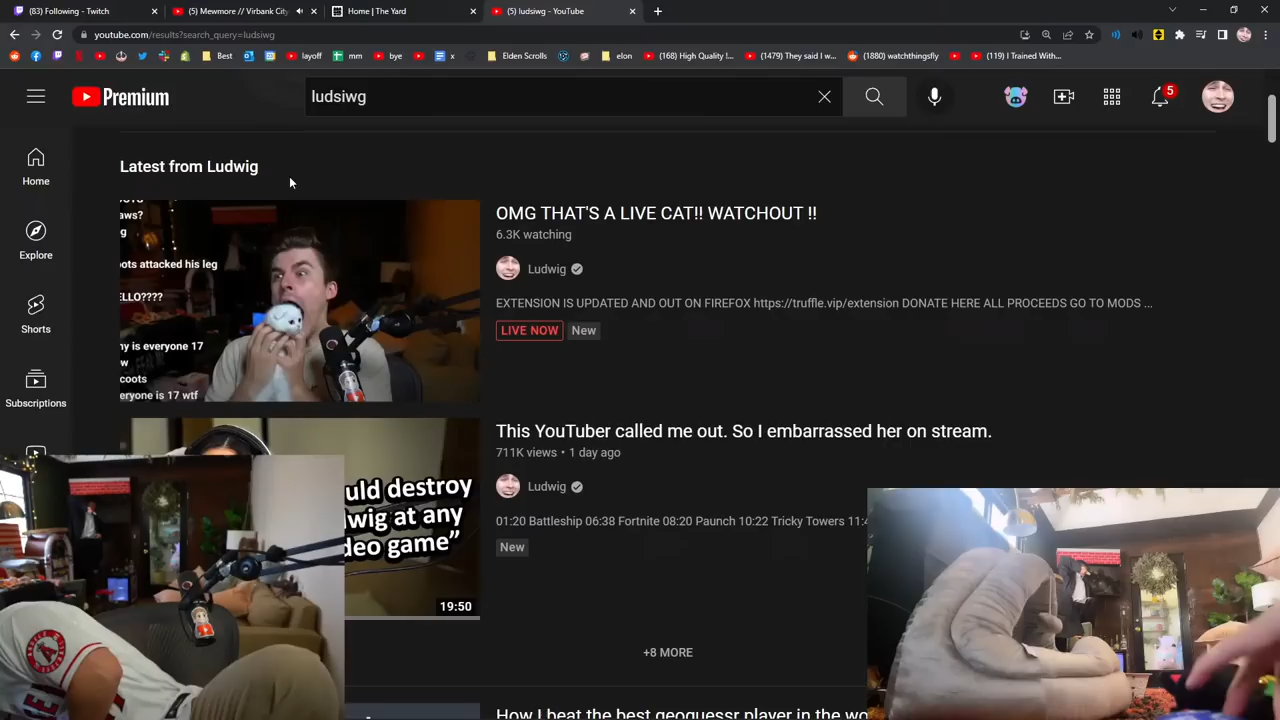 (83) Following - Twitch
(5) Mewmore // Virbank City
Home | The Yard
(5) ludsiwg - YouTube
youtube.com/results?search_query=ludsiwg
Best
layoff
mm
bye
x
Elden Scrolls
elon
(168) High Quality I...
(1479) They said I w...
(1880) watchthingsfly
(119) I Trained With...
Premium
ludsiwg
5
Home
Explore
Shorts
Subscriptions
Latest from Ludwig
aws?
oots attacked his leg
ELLO????
ny is everyone 17
ow
coots
eryone is 17 wtf
OMG THAT'S A LIVE CAT!! WATCHOUT !!
6.3K watching
Ludwig
EXTENSION IS UPDATED AND OUT ON FIREFOX https://truffle.vip/extension DONATE HERE ALL PROCEEDS GO TO MODS ...
LIVE NOW
New
uld destroy
wig at any
deo game”
19:50
This YouTuber called me out. So I embarrassed her on stream.
711K views • 1 day ago
Ludwig
01:20 Battleship 06:38 Fortnite 08:20 Paunch 10:22 Tricky Towers 11:4
New
+8 MORE
How I beat the best geoguessr player in the wo